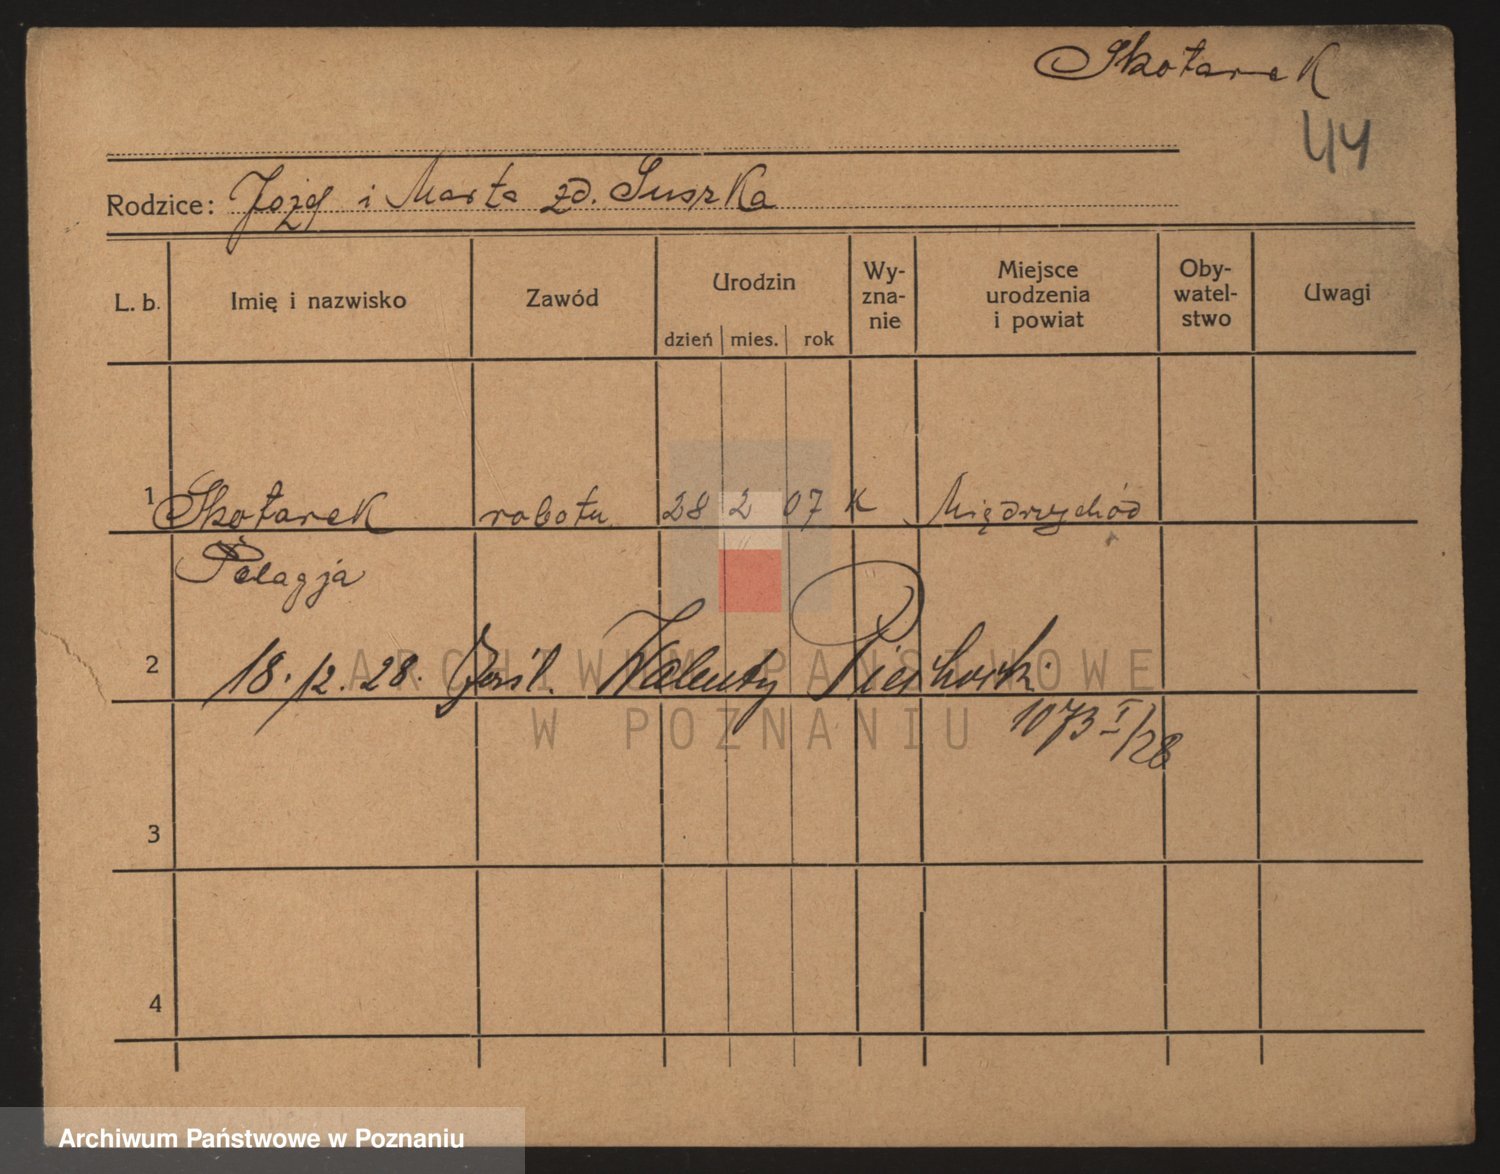 Skotarek
44
Rodzice: Józef i Marta zd. Suszka
L. b. Imię i nazwisko Zawód Urodzin dzień mies. rok Wy-zna-nie Miejsce urodzenia i powiat Oby-watel-stwo Uwagi
1 Skotarek robotn. 28 2 07 K Międzychód
Pelagja
2 18. 12. 28. Walenty
1073 I/28
3
4
ARCHIWUM PAŃSTWOWE
W POZNANIU
Archiwum Państwowe w Poznaniu